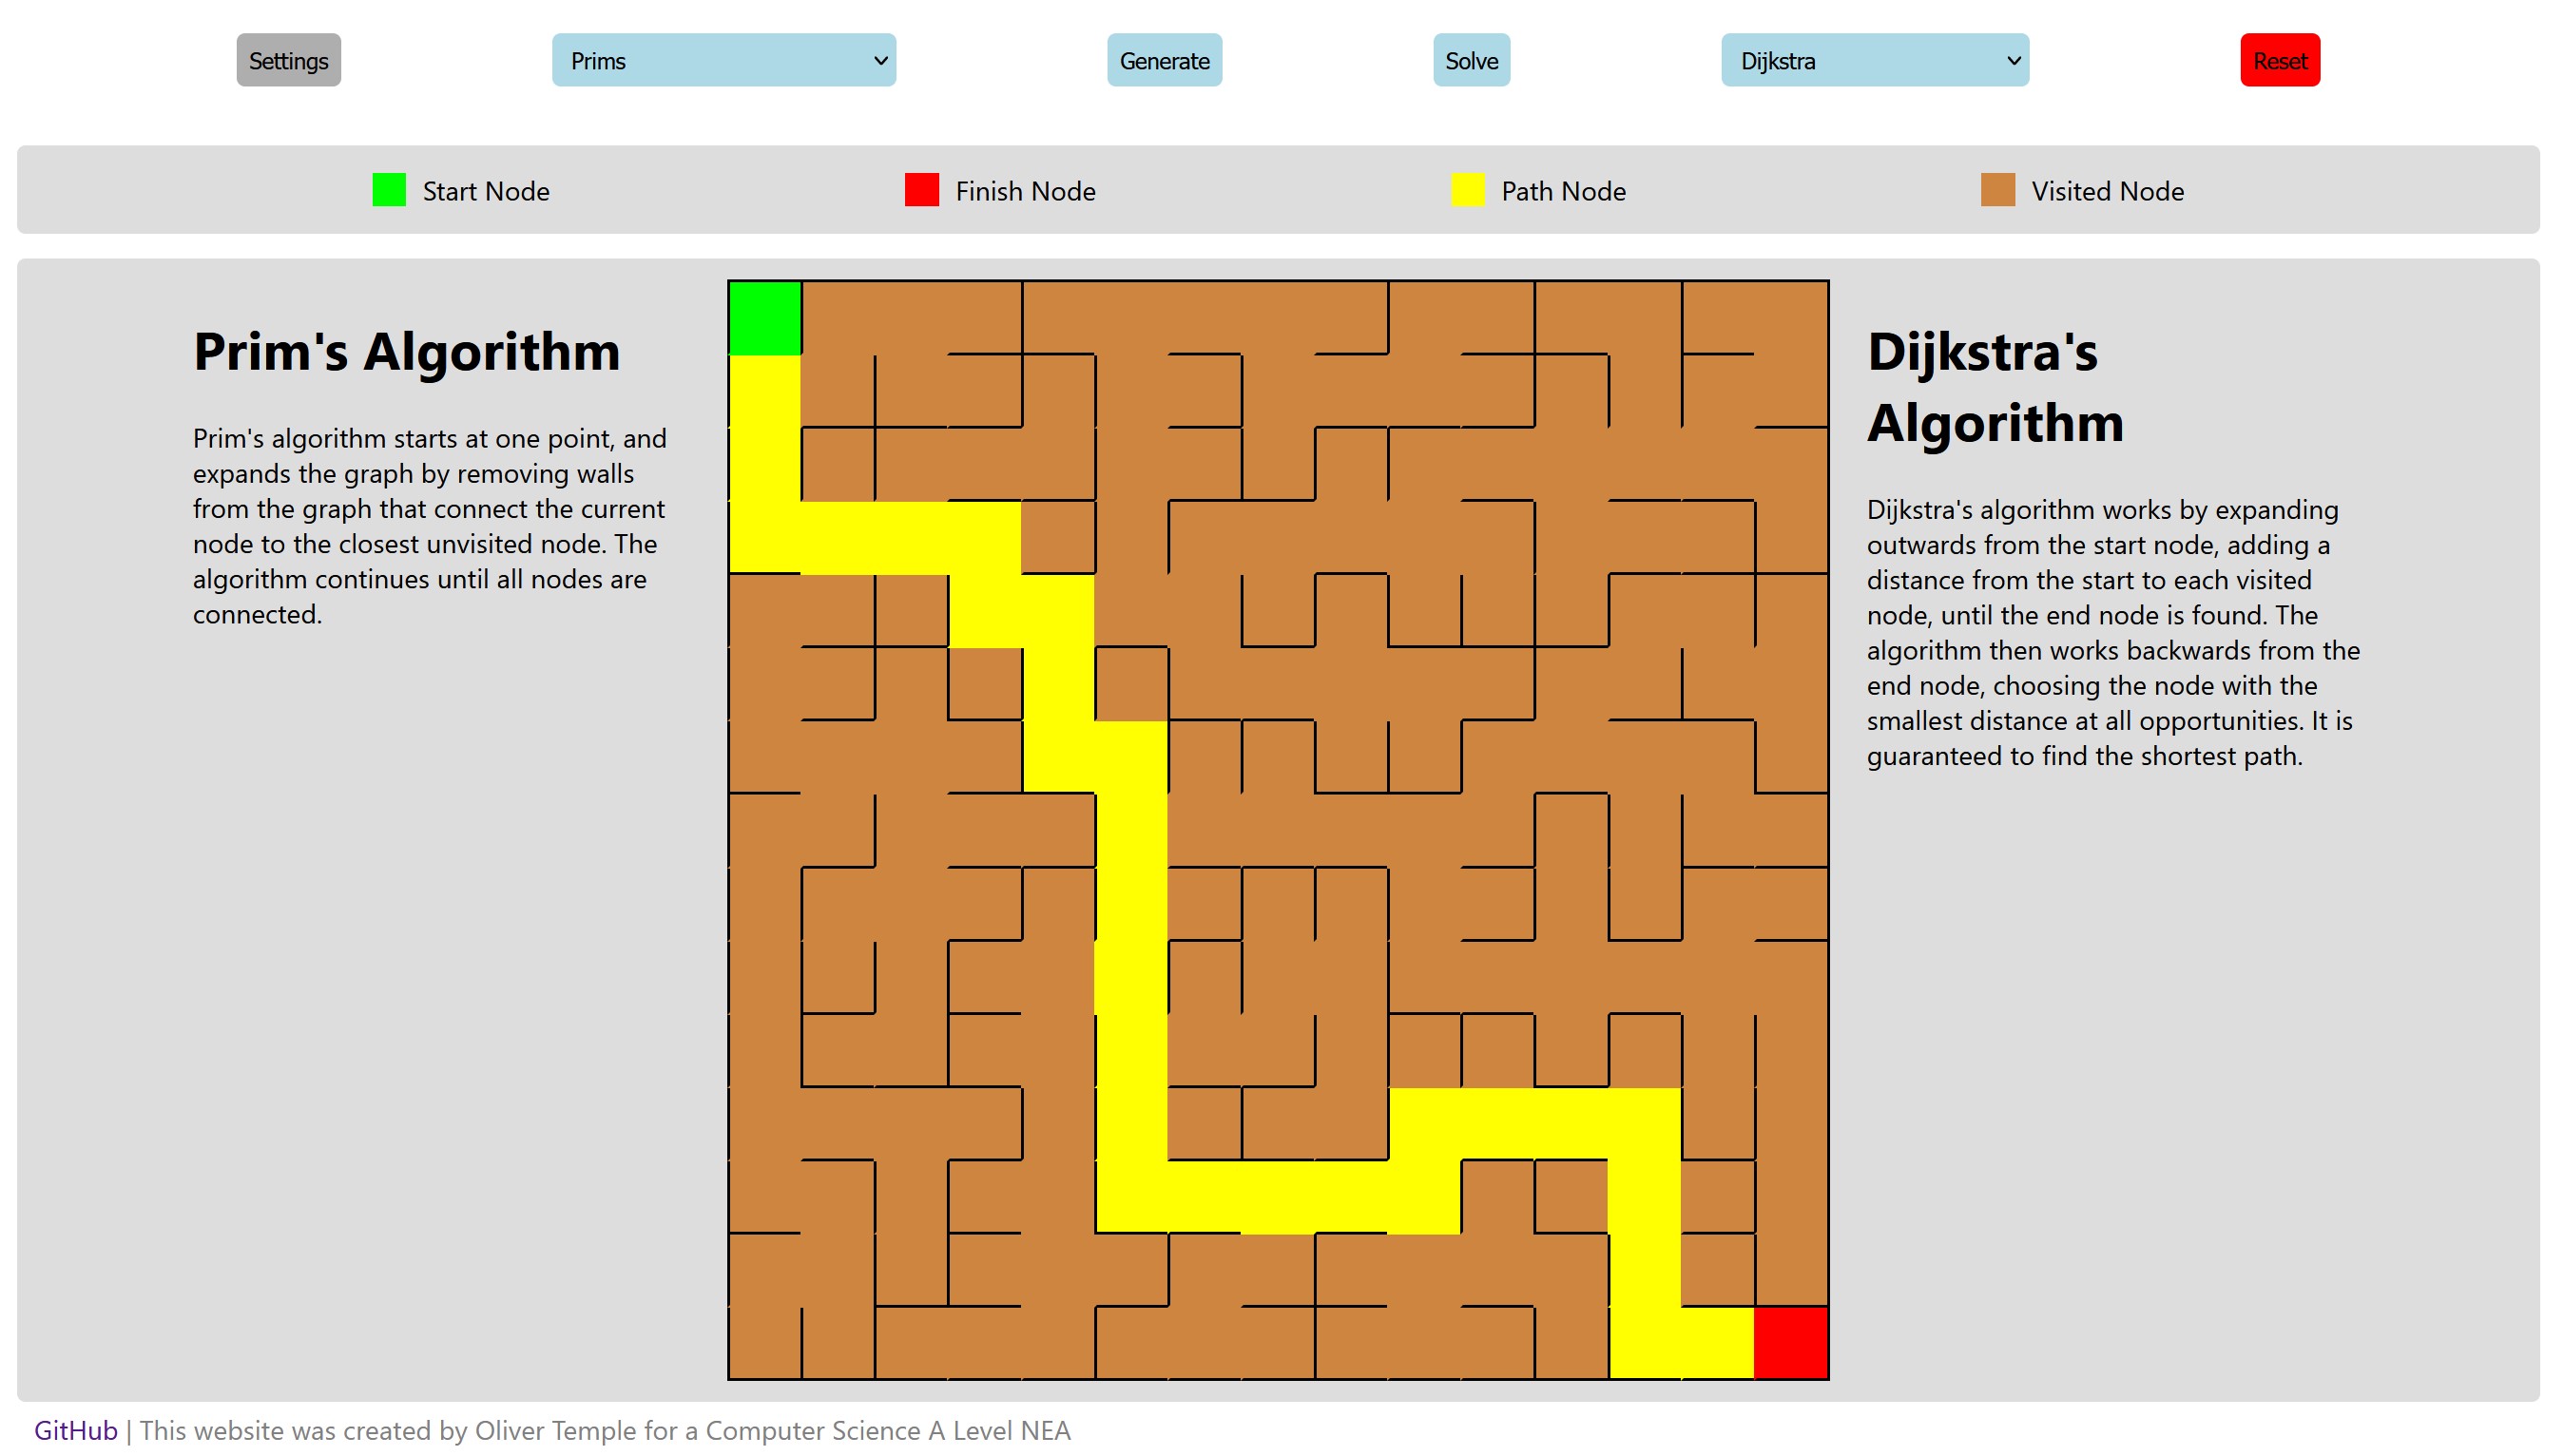 Settings
Prims
Generate
Solve
Dijkstra
Reset
Start Node
Finish Node
Path Node
Visited Node
Prim's Algorithm
Prim's algorithm starts at one point, and
expands the graph by removing walls
from the graph that connect the current
node to the closest unvisited node. The
algorithm continues until all nodes are
connected.
Dijkstra's
Algorithm
Dijkstra's algorithm works by expanding
outwards from the start node, adding a
distance from the start to each visited
node, until the end node is found. The
algorithm then works backwards from the
end node, choosing the node with the
smallest distance at all opportunities. It is
guaranteed to find the shortest path.
GitHub | This website was created by Oliver Temple for a Computer Science A Level NEA